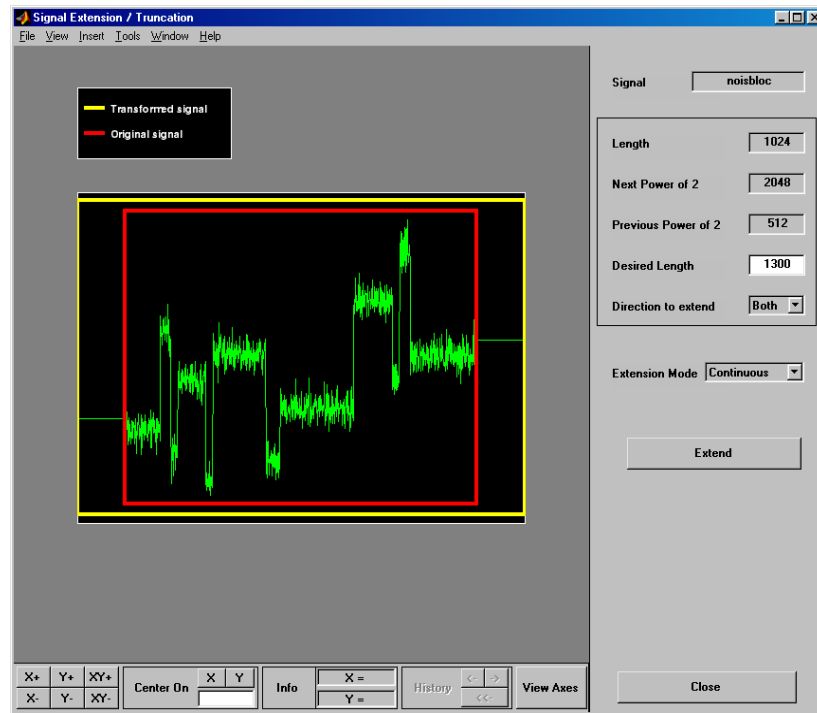 Signal Extension / Truncation
File View Insert Tools Window Help
Transformed signal
Original signal
Signal noisbloc
Length 1024
Next Power of 2 2048
Previous Power of 2 512
Desired Length 1300
Direction to extend Both
Extension Mode Continuous
Extend
X+ Y+ XY+
X- Y- XY-
Center On X Y
Info X =
Y =
History <- ->
<<-
View Axes
Close